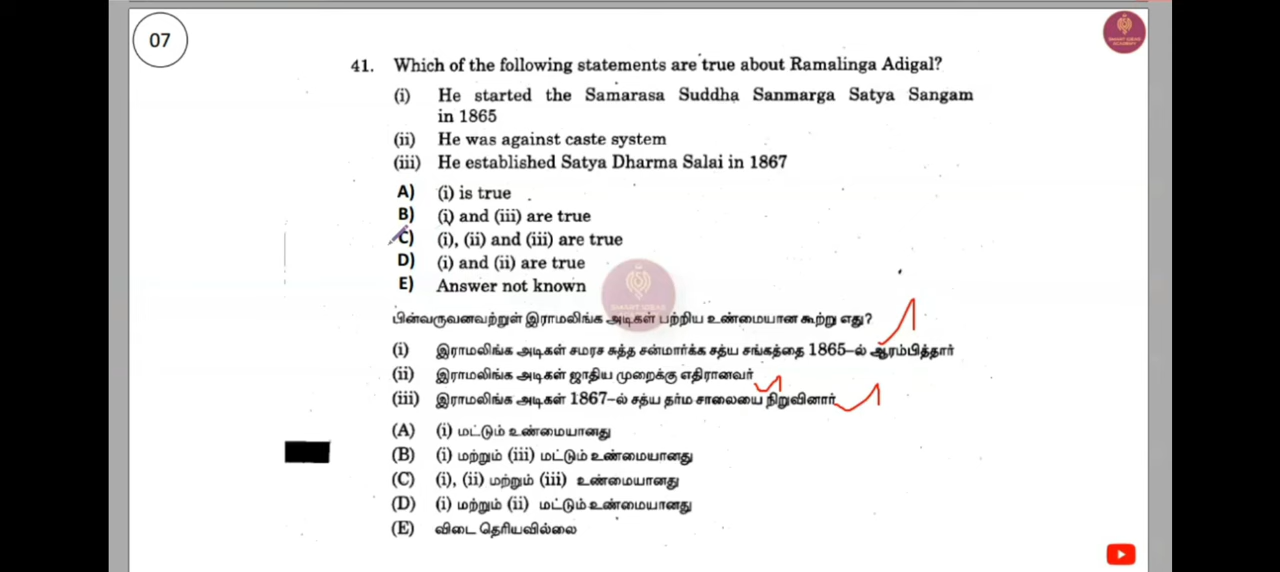 07
41. Which of the following statements are true about Ramalinga Adigal?
(i) He started the Samarasa Suddha Sanmarga Satya Sangam
in 1865
(ii) He was against caste system
(iii) He established Satya Dharma Salai in 1867
A) (i) is true
B) (i) and (iii) are true
C) (i), (ii) and (iii) are true
D) (i) and (ii) are true
E) Answer not known
பின்வருவனவற்றுள் இராமலிங்க அடிகள் பற்றிய உண்மையான கூற்று எது?
(i) இராமலிங்க அடிகள் சமரச சுத்த சன்மார்க்க சத்ய சங்கத்தை 1865-ல் ஆரம்பித்தார்
(ii) இராமலிங்க அடிகள் ஜாதிய முறைக்கு எதிரானவர்
(iii) இராமலிங்க அடிகள் 1867-ல் சத்ய தர்ம சாலையை நிறுவினார்
(A) (i) மட்டும் உண்மையானது
(B) (i) மற்றும் (iii) மட்டும் உண்மையானது
(C) (i), (ii) மற்றும் (iii) உண்மையானது
(D) (i) மற்றும் (ii) மட்டும் உண்மையானது
(E) விடை தெரியவில்லை